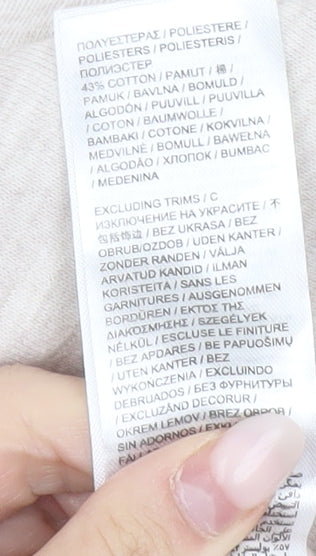 ΠΟΛΥΕΣΤΕΡΑΣ / POLIESTERE /
POLIESTERS / POLIESTERIS /
ПОЛИЭСТЕР
43% COTTON / PAMUT / 棉 /
PAMUK / BAVLNA / BOMULD /
ALGODÓN / PUUVILL / PUUVILLA
/ COTON / BAUMWOLLE /
BAMBAKI / COTONE / KOKVILNA /
MEDVILNĖ / BOMULL / BAWEŁNA
/ ALGODÃO / ХЛОПОК / BUMBAC
/ MEDENINA
EXCLUDING TRIMS / С
ИЗКЛЮЧЕНИЕ НА УКРАСИТЕ / 不
包括饰边 / BEZ UKRASA / BEZ
OBRUB/OZDOB / UDEN KANTER /
ZONDER RANDEN / VÄLJA
ARVATUD KANDID / ILMAN
KORISTEITA / SANS LES
GARNITURES / AUSGENOMMEN
BORDÜREN / ΕΚΤΟΣ ΤΗΣ
ΔΙΑΚΟΣΜΗΣΗΣ / SZEGÉLYEK
NÉLKÜL / ESCLUSE LE FINITURE
/ BEZ APDARES / BE PAPUOŠIMŲ
/ UTEN KANTER / BEZ
WYKOŃCZENIA / EXCLUINDO
DEBRUADOS / БЕЗ ФУРНИТУРЫ
/ EXCLUZÂND DECORUR /
OKREM LEMOV / BREZ OBROB /
SIN ADORNOS /